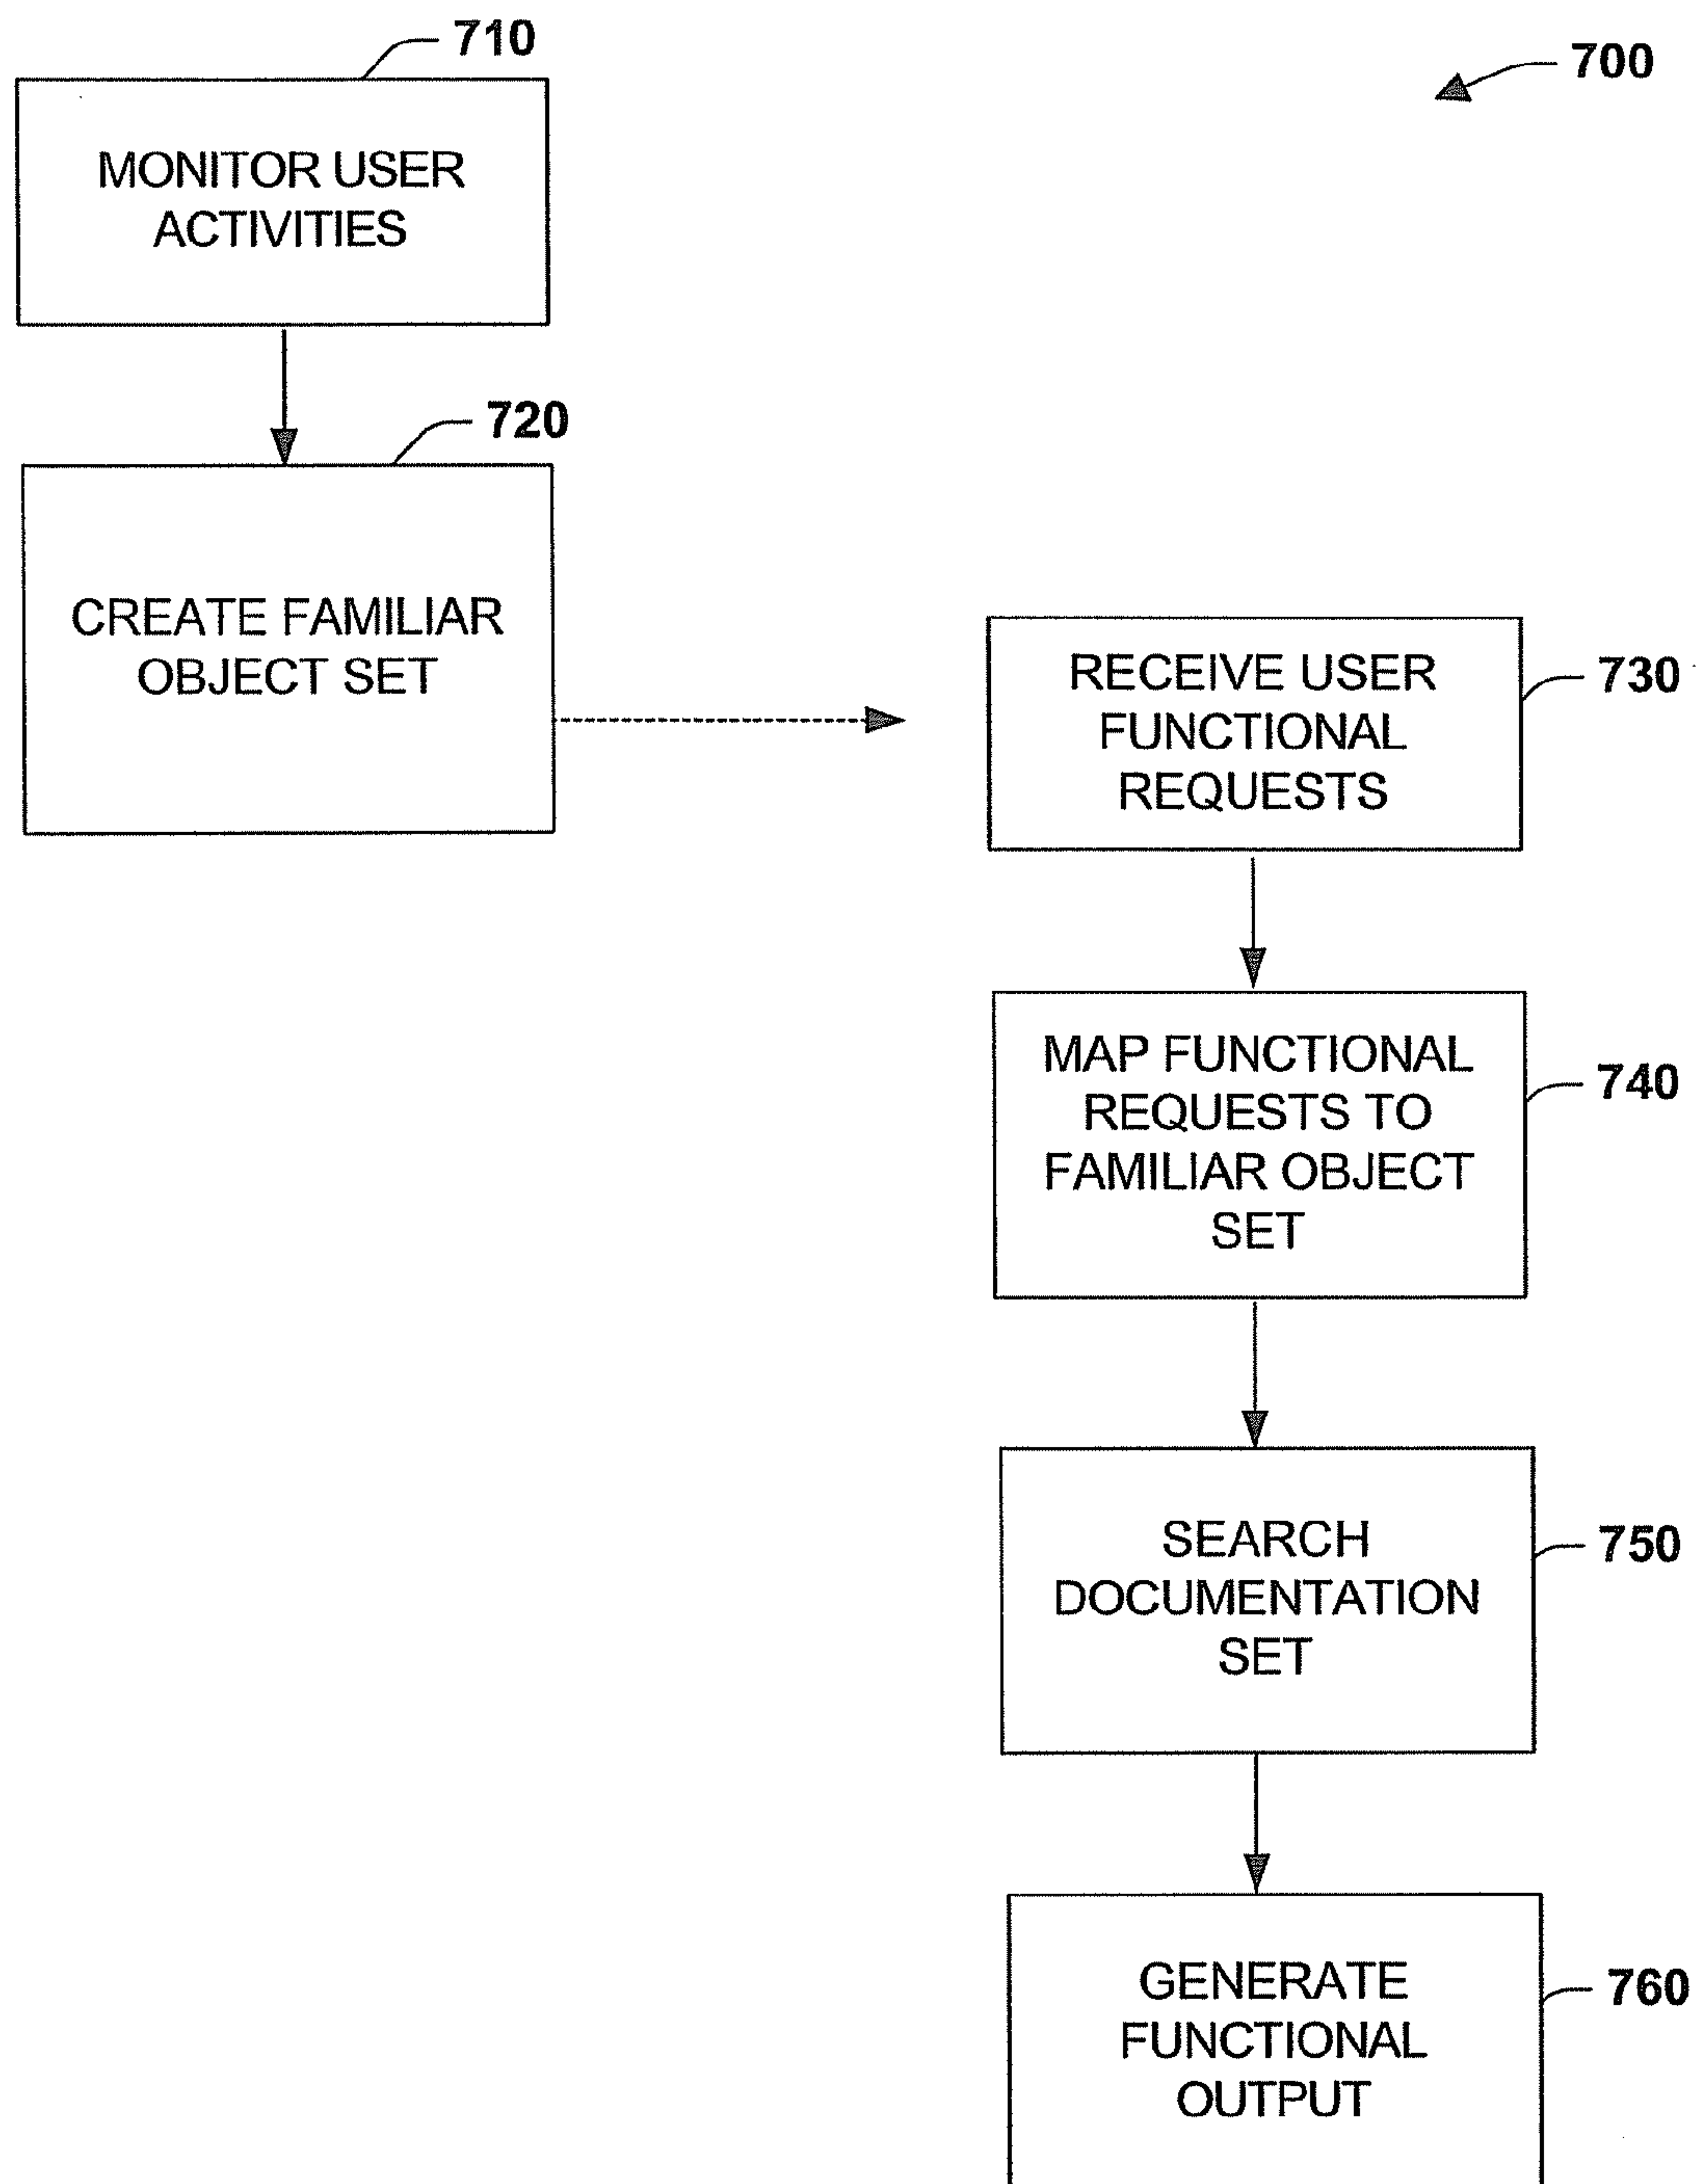 710
700
MONITOR USER
ACTIVITIES
720
CREATE FAMILIAR
OBJECT SET
RECEIVE USER
FUNCTIONAL
REQUESTS
730
MAP FUNCTIONAL
REQUESTS TO
FAMILIAR OBJECT
SET
740
SEARCH
DOCUMENTATION
SET
750
GENERATE
FUNCTIONAL
OUTPUT
760